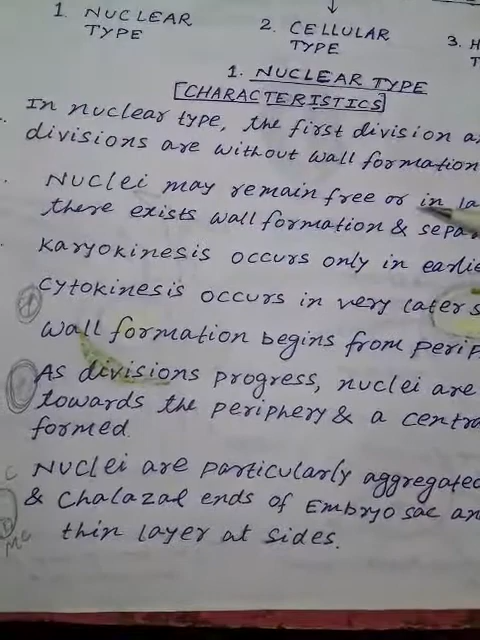 1. NUCLEAR
TYPE
2. CELLULAR
TYPE
3. H
T
1. NUCLEAR TYPE
CHARACTERISTICS
In nuclear type, the first division a
divisions are without wall formation
Nuclei may remain free or in la
there exists wall formation & sepa
Karyokinesis occurs only in earlie
Cytokinesis occurs in very later s
Wall formation begins from perip
As divisions progress, nuclei are
towards the periphery & a centra
formed.
Nuclei are particularly aggregated
& Chalazal ends of Embryo sac an
thin layer at sides.